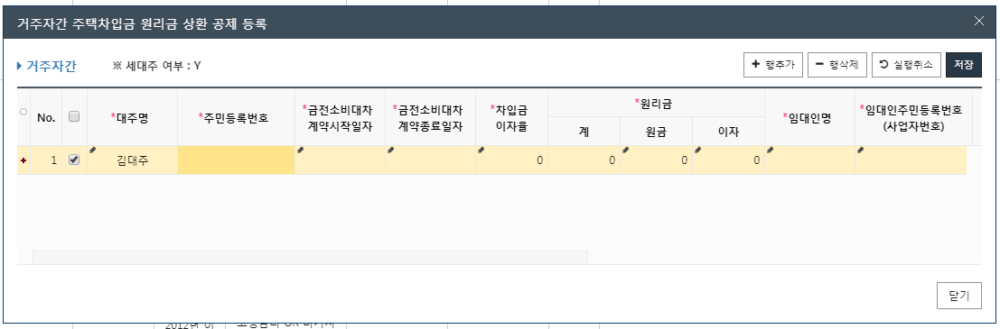 거주자간 주택차입금 원리금 상환 공제 등록
거주자간 ※ 세대주 여부 : Y
행추가 행삭제 실행취소 저장
No. *대주명 *주민등록번호 *금전소비대차 계약시작일자 *금전소비대차 계약종료일자 *차입금 이자율 *원리금 *임대인명 *임대인주민등록번호 (사업자번호)
계 원금 이자
1 김대주 0 0 0 0
닫기